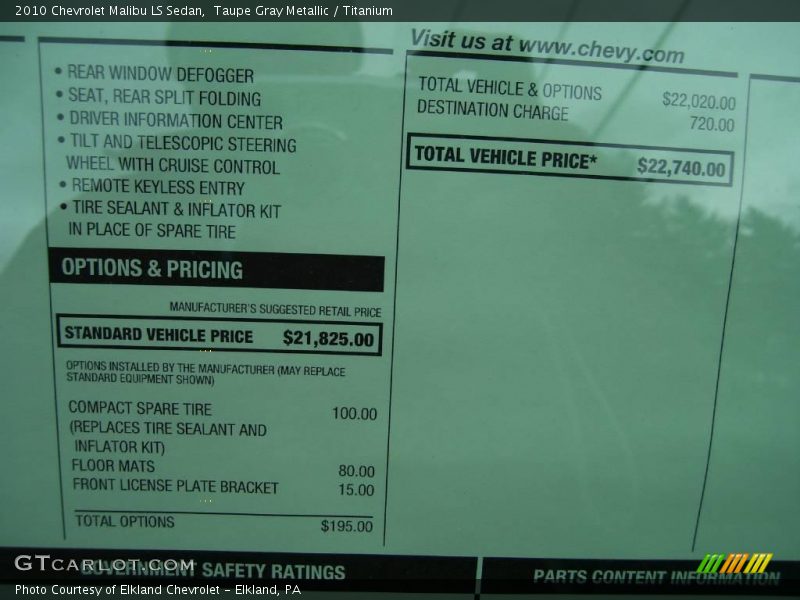 2010 Chevrolet Malibu LS Sedan,  Taupe Gray Metallic / Titanium
• REAR WINDOW DEFOGGER
• SEAT, REAR SPLIT FOLDING
• DRIVER INFORMATION CENTER
• TILT AND TELESCOPIC STEERING
WHEEL WITH CRUISE CONTROL
• REMOTE KEYLESS ENTRY
• TIRE SEALANT & INFLATOR KIT
IN PLACE OF SPARE TIRE
OPTIONS & PRICING
MANUFACTURER'S SUGGESTED RETAIL PRICE
STANDARD VEHICLE PRICE $21,825.00
OPTIONS INSTALLED BY THE MANUFACTURER (MAY REPLACE
STANDARD EQUIPMENT SHOWN)
COMPACT SPARE TIRE 100.00
(REPLACES TIRE SEALANT AND
INFLATOR KIT)
FLOOR MATS 80.00
FRONT LICENSE PLATE BRACKET 15.00
TOTAL OPTIONS $195.00
Visit us at www.chevy.com
TOTAL VEHICLE & OPTIONS $22,020.00
DESTINATION CHARGE 720.00
TOTAL VEHICLE PRICE* $22,740.00
GOVERNMENT SAFETY RATINGS
PARTS CONTENT INFORMATION
GTCARLOT.COM
Photo Courtesy of Elkland Chevrolet - Elkland, PA